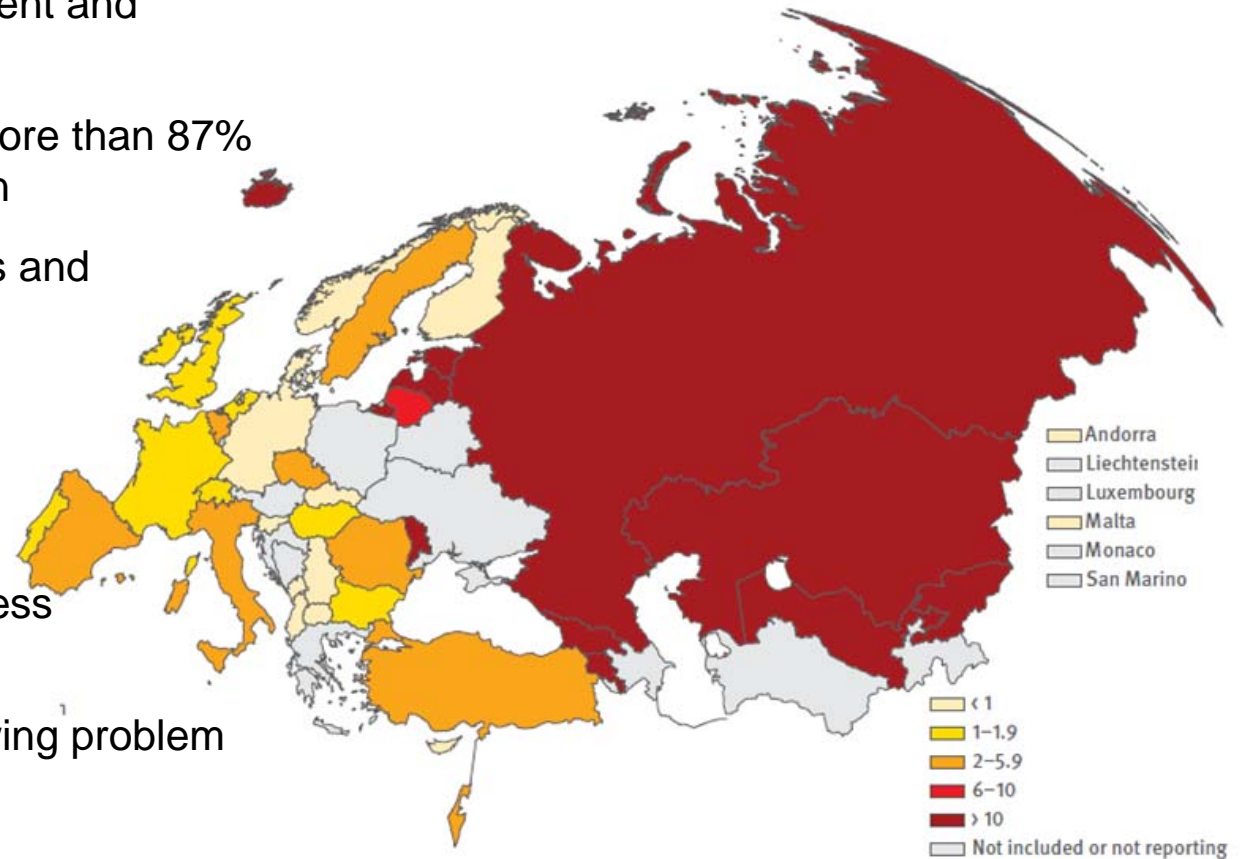 ent and
ore than 87%
n
s and
ess
ving problem
Andorra
Liechtenstein
Luxembourg
Malta
Monaco
San Marino
< 1
1–1.9
2–5.9
6–10
> 10
Not included or not reporting